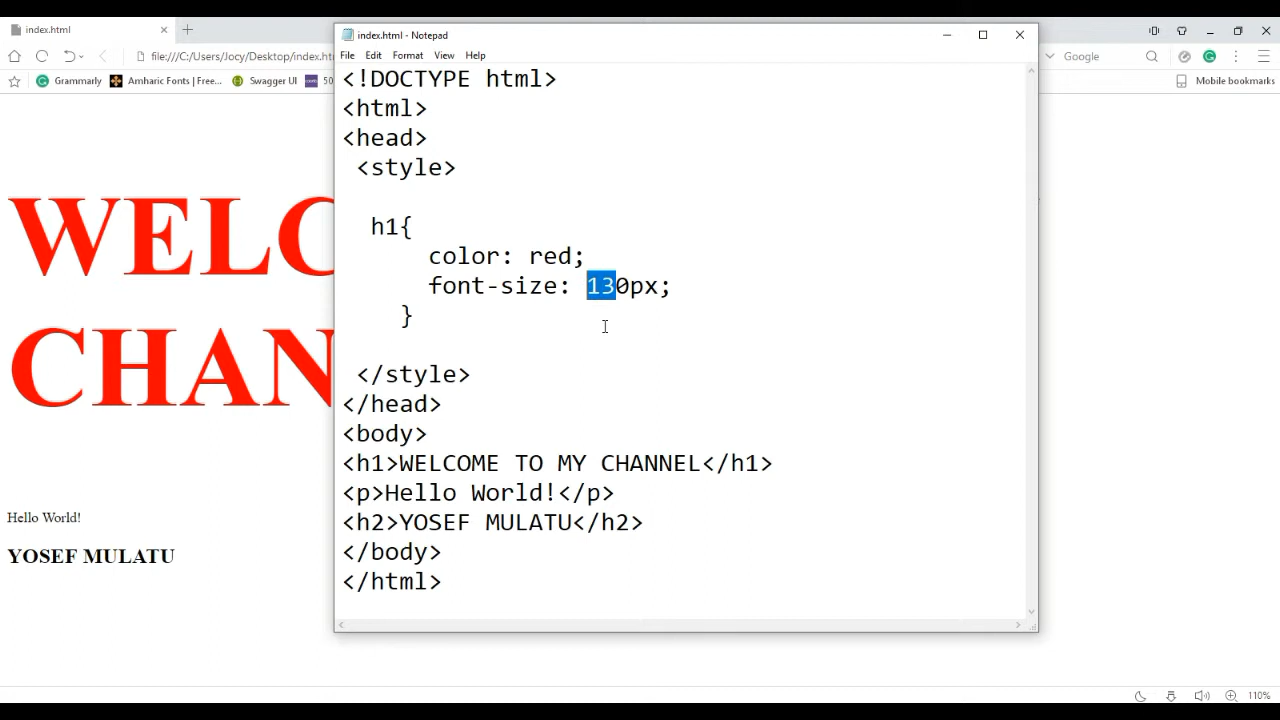 index.html
index.html - Notepad
file:///C:/Users/Jocy/Desktop/index.ht
Google
File Edit Format View Help
Grammarly Amharic Fonts | Free... Swagger UI 50
Mobile bookmarks
<!DOCTYPE html>
<html>
<head>
<style>
h1{
color: red;
font-size: 130px;
}
</style>
</head>
<body>
<h1>WELCOME TO MY CHANNEL</h1>
<p>Hello World!</p>
<h2>YOSEF MULATU</h2>
</body>
</html>
WELC
CHAN
Hello World!
YOSEF MULATU
110%